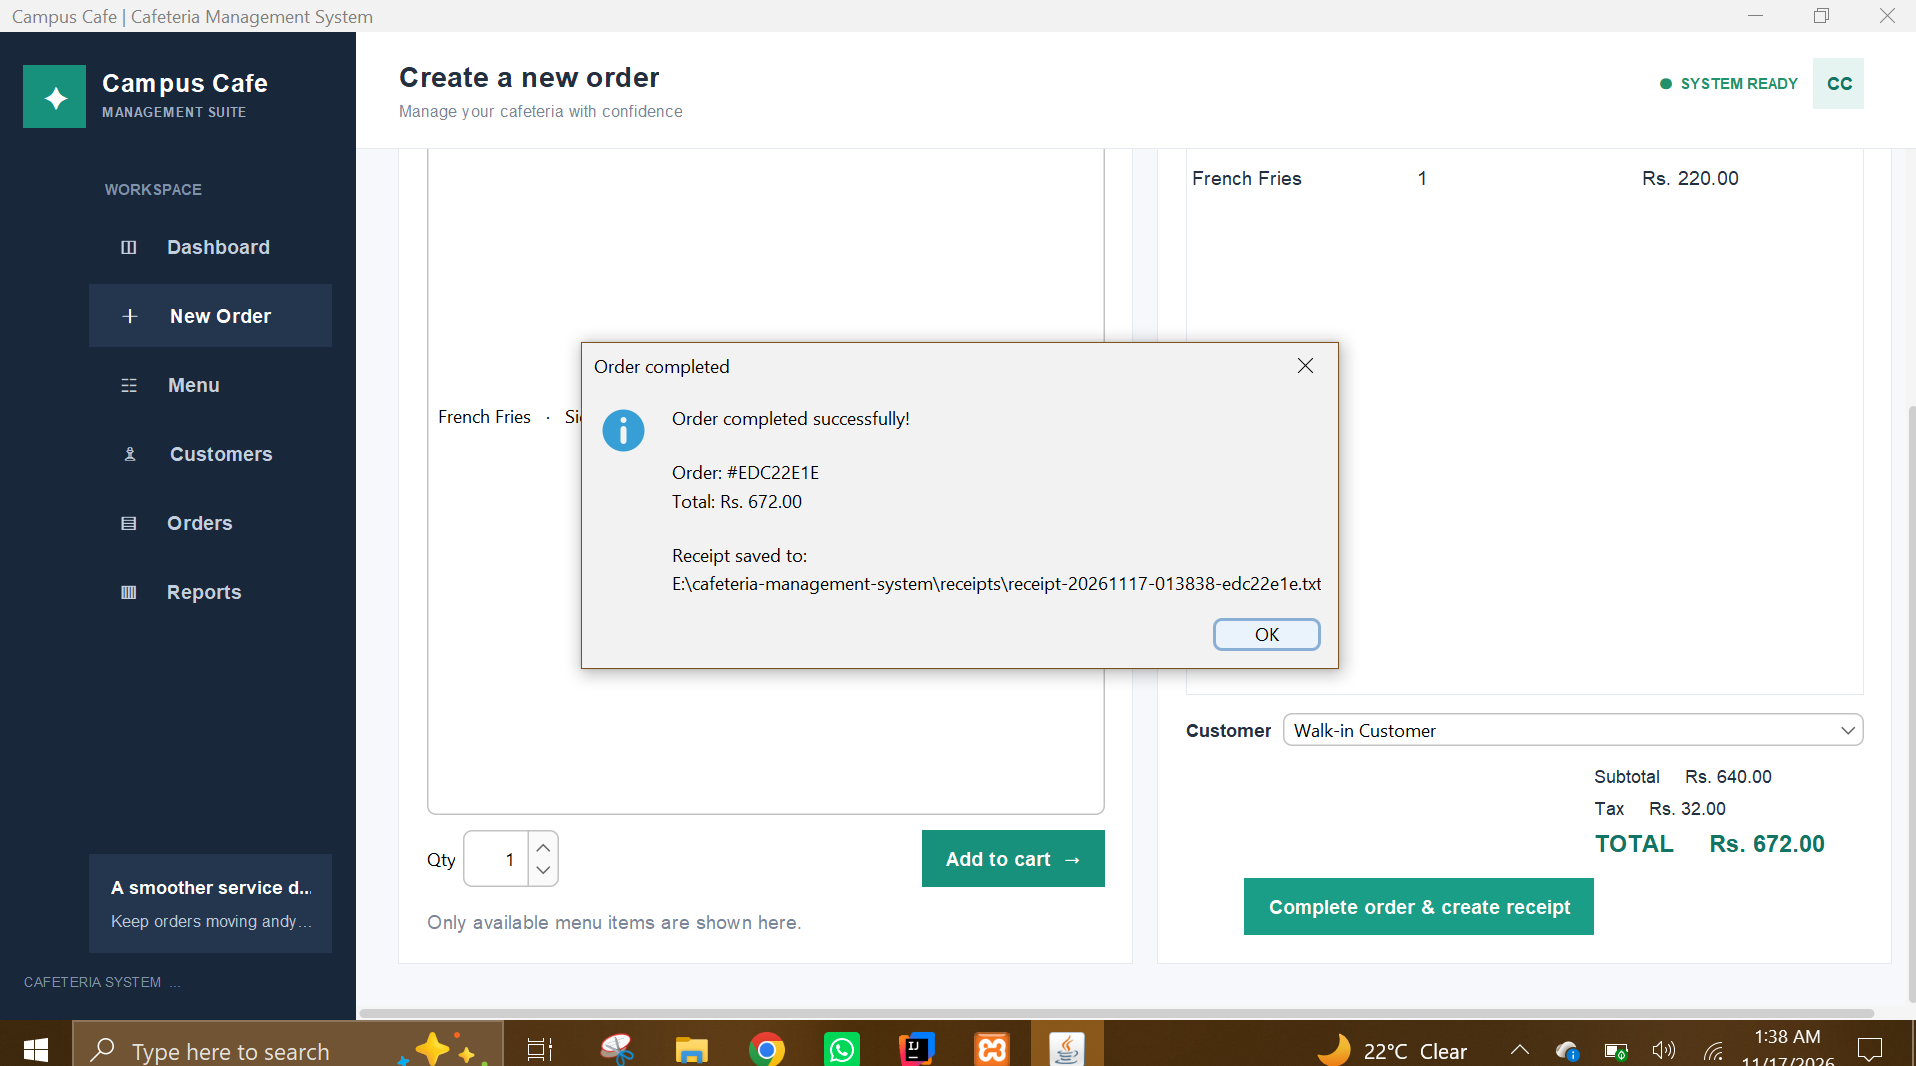 Campus Cafe | Cafeteria Management System
Campus Cafe
MANAGEMENT SUITE
WORKSPACE
Dashboard
New Order
Menu
Customers
Orders
Reports
A smoother service d...
Keep orders moving andy...
CAFETERIA SYSTEM ...
Create a new order
Manage your cafeteria with confidence
SYSTEM READY
CC
French Fries 1 Rs. 220.00
French Fries ·
Order completed
Order completed successfully!
Order: #EDC22E1E
Total: Rs. 672.00
Receipt saved to:
E:\cafeteria-management-system\receipts\receipt-20261117-013838-edc22e1e.txt
OK
Customer Walk-in Customer
Subtotal Rs. 640.00
Tax Rs. 32.00
TOTAL Rs. 672.00
Qty 1
Add to cart →
Only available menu items are shown here.
Complete order & create receipt
Type here to search
22°C Clear
1:38 AM
11/17/2026